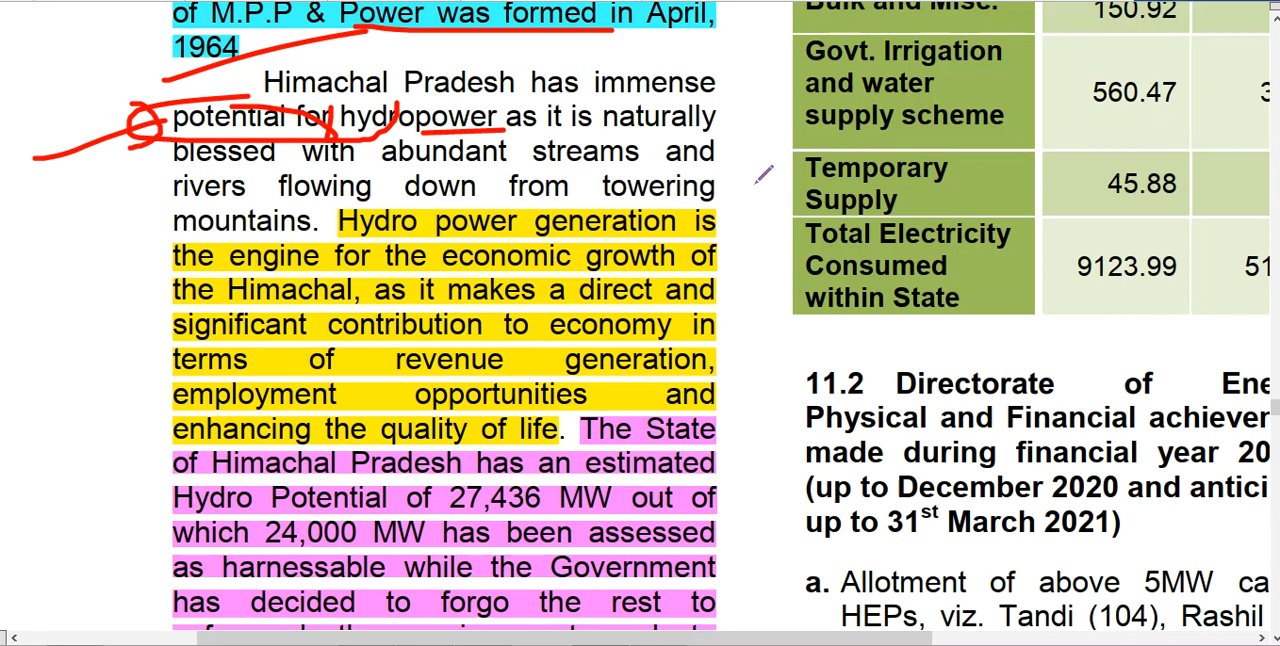 of M.P.P & Power was formed in April,
1964
Himachal Pradesh has immense
potential for hydropower as it is naturally
blessed with abundant streams and
rivers flowing down from towering
mountains. Hydro power generation is
the engine for the economic growth of
the Himachal, as it makes a direct and
significant contribution to economy in
terms of revenue generation,
employment opportunities and
enhancing the quality of life. The State
of Himachal Pradesh has an estimated
Hydro Potential of 27,436 MW out of
which 24,000 MW has been assessed
as harnessable while the Government
has decided to forgo the rest to
Bulk and Misc. 150.92
Govt. Irrigation
and water
supply scheme 560.47 3
Temporary
Supply 45.88
Total Electricity
Consumed
within State 9123.99 51
11.2 Directorate of Ene
Physical and Financial achiever
made during financial year 20
(up to December 2020 and antici
up to 31st March 2021)
a. Allotment of above 5MW ca
HEPs, viz. Tandi (104), Rashil